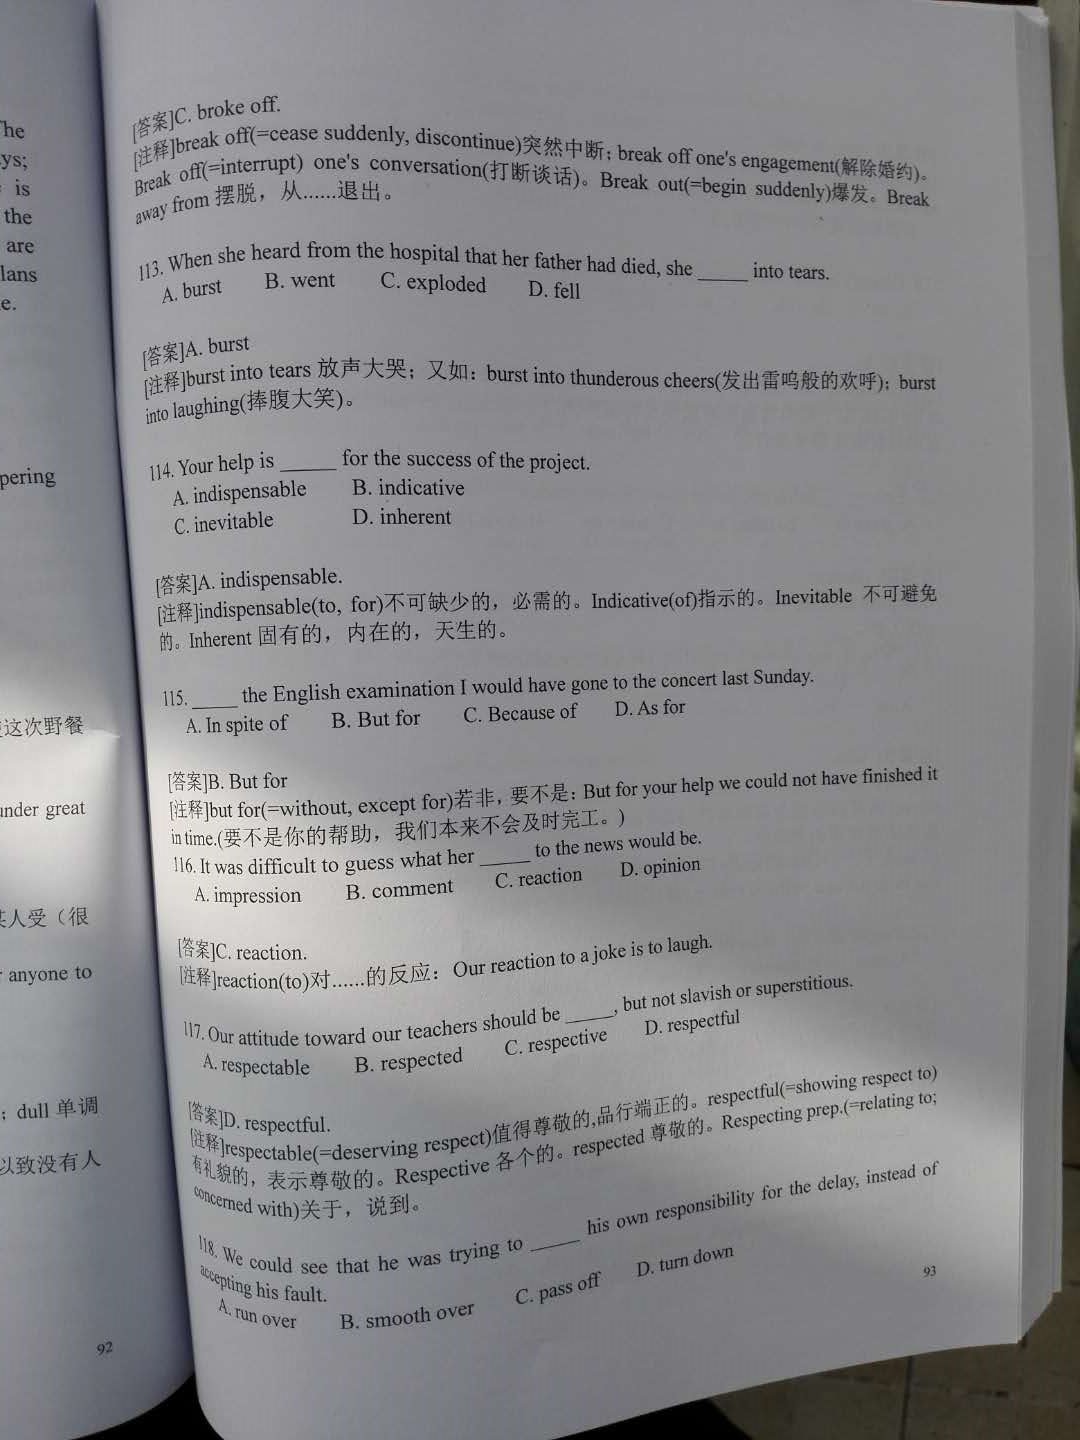 he
ys;
is
the
are
lans
e.
pering
这次野餐
under great
某人受（很
anyone to
; dull 单调
以致没有人
92
[答案]C. broke off.
[注释]break off(=cease suddenly, discontinue)突然中断; break off one's engagement(解除婚约)。
Break off(=interrupt) one's conversation(打断谈话)。Break out(=begin suddenly)爆发。Break
away from 摆脱，从......退出。
113. When she heard from the hospital that her father had died, she _____ into tears.
A. burst B. went C. exploded D. fell
[答案]A. burst
[注释]burst into tears 放声大哭；又如：burst into thunderous cheers(发出雷鸣般的欢呼); burst
into laughing(捧腹大笑)。
114. Your help is _____ for the success of the project.
A. indispensable B. indicative
C. inevitable D. inherent
[答案]A. indispensable.
[注释]indispensable(to, for)不可缺少的，必需的。Indicative(of)指示的。Inevitable 不可避免
的。Inherent 固有的，内在的，天生的。
115. _____ the English examination I would have gone to the concert last Sunday.
A. In spite of B. But for C. Because of D. As for
[答案]B. But for
[注释]but for(=without, except for)若非，要不是: But for your help we could not have finished it
in time.(要不是你的帮助，我们本来不会及时完工。)
116. It was difficult to guess what her _____ to the news would be.
A. impression B. comment C. reaction D. opinion
[答案]C. reaction.
[注释]reaction(to)对......的反应：Our reaction to a joke is to laugh.
117. Our attitude toward our teachers should be _____, but not slavish or superstitious.
A. respectable B. respected C. respective D. respectful
[答案]D. respectful.
[注释]respectable(=deserving respect)值得尊敬的,品行端正的。respectful(=showing respect to)
有礼貌的，表示尊敬的。Respective 各个的。respected 尊敬的。Respecting prep.(=relating to;
concerned with)关于，说到。
118. We could see that he was trying to _____ his own responsibility for the delay, instead of
accepting his fault.
A. run over B. smooth over C. pass off D. turn down
93